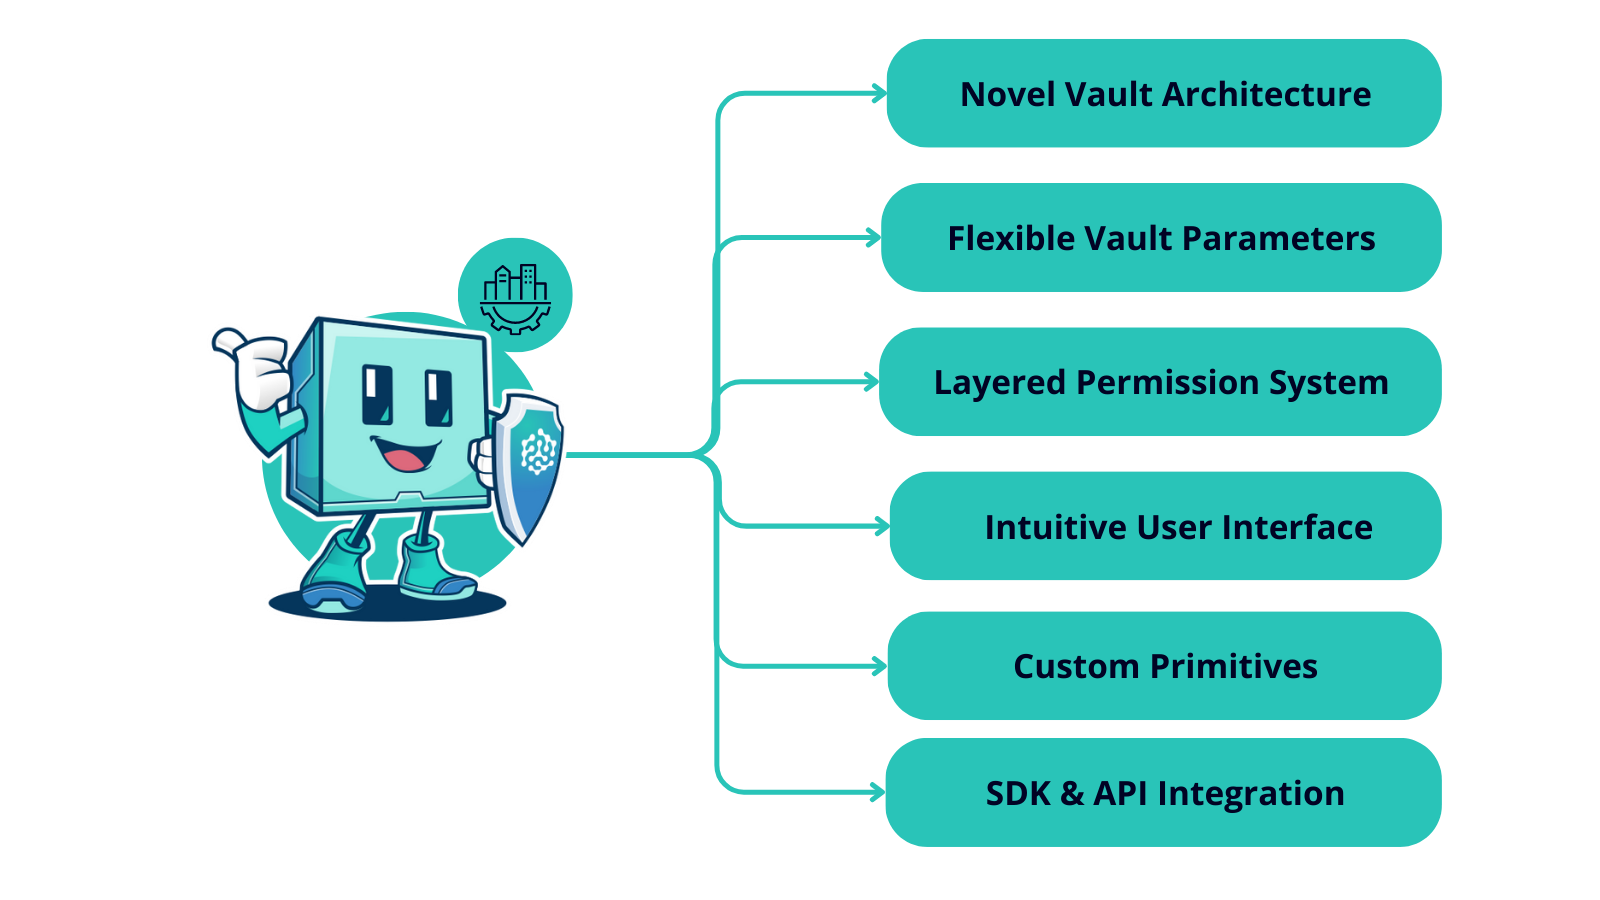 Novel Vault Architecture
Flexible Vault Parameters
Layered Permission System
Intuitive User Interface
Custom Primitives
SDK & API Integration